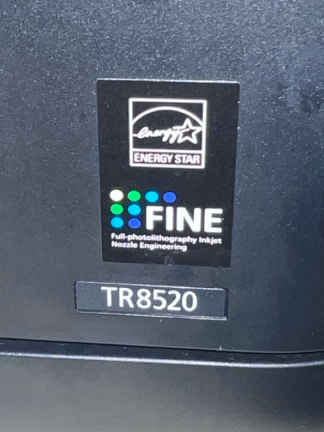 energy
ENERGY STAR
FINE
Full-photolithography Inkjet
Nozzle Engineering
TR8520